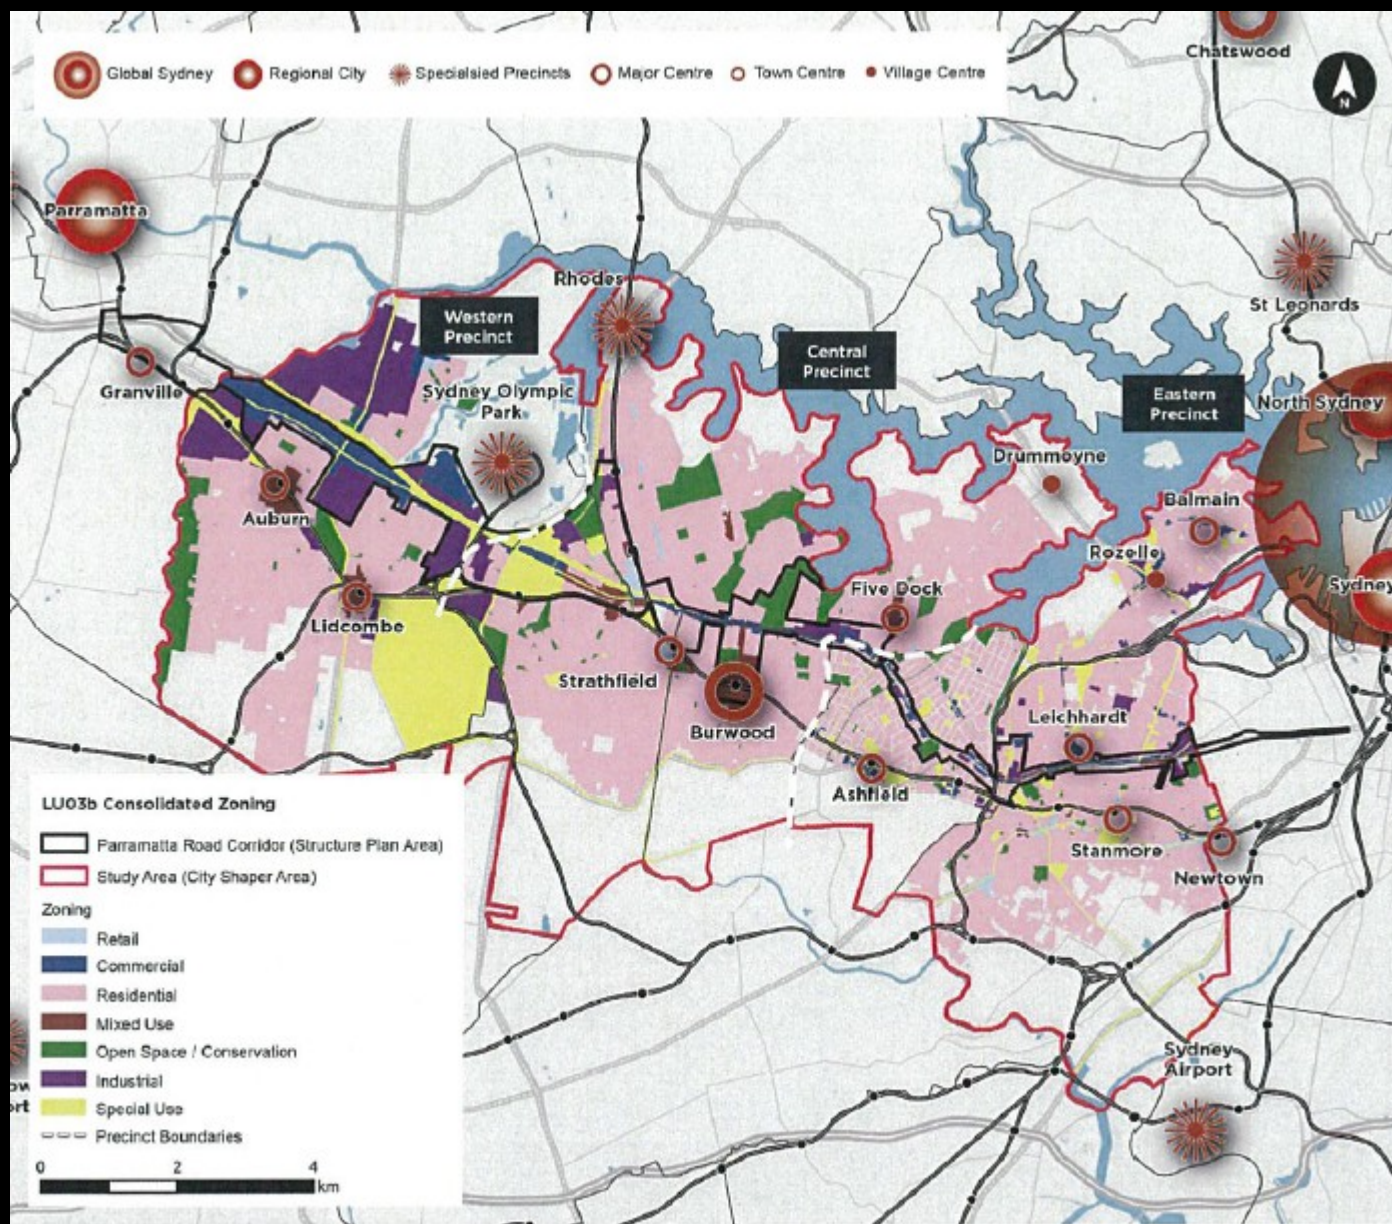 Chatswood
Global Sydney
Regional City
Specialsied Precincts
Major Centre
Town Centre
Village Centre
N
Parramatta
Rhodes
St Leonards
Western
Precinct
Central
Precinct
Granville
Sydney Olympic
Park
Eastern
Precinct
North Sydney
Drummoyne
Auburn
Balmain
Rozelle
Five Dock
Sydney
Lidcombe
Strathfield
Burwood
Leichhardt
Ashfield
Stanmore
Newtown
LU03b Consolidated Zoning
Parramatta Road Corridor (Structure Plan Area)
Study Area (City Shaper Area)
Zoning
Retail
Commercial
Residential
Mixed Use
Open Space / Conservation
Industrial
Special Use
Precinct Boundaries
0 2 4
km
Sydney
Airport
ort